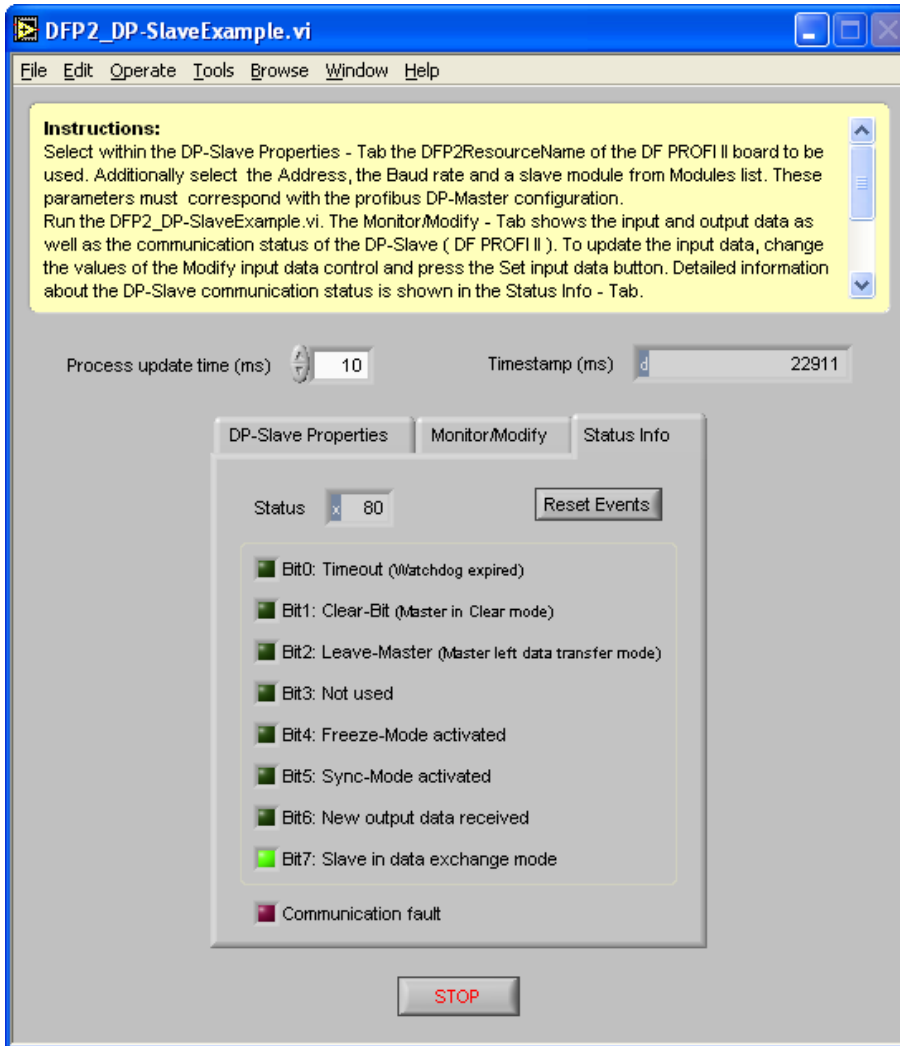 DFP2_DP-SlaveExample.vi
File Edit Operate Tools Browse Window Help
Instructions:
Select within the DP-Slave Properties - Tab the DFP2ResourceName of the DF PROFI II board to be
used. Additionally select the Address, the Baud rate and a slave module from Modules list. These
parameters must correspond with the profibus DP-Master configuration.
Run the DFP2_DP-SlaveExample.vi. The Monitor/Modify - Tab shows the input and output data as
well as the communication status of the DP-Slave ( DF PROFI II ). To update the input data, change
the values of the Modify input data control and press the Set input data button. Detailed information
about the DP-Slave communication status is shown in the Status Info - Tab.
Process update time (ms) 10 Timestamp (ms) d 22911
DP-Slave Properties Monitor/Modify Status Info
Status x 80 Reset Events
Bit0: Timeout (Watchdog expired)
Bit1: Clear-Bit (Master in Clear mode)
Bit2: Leave-Master (Master left data transfer mode)
Bit3: Not used
Bit4: Freeze-Mode activated
Bit5: Sync-Mode activated
Bit6: New output data received
Bit7: Slave in data exchange mode
Communication fault
STOP